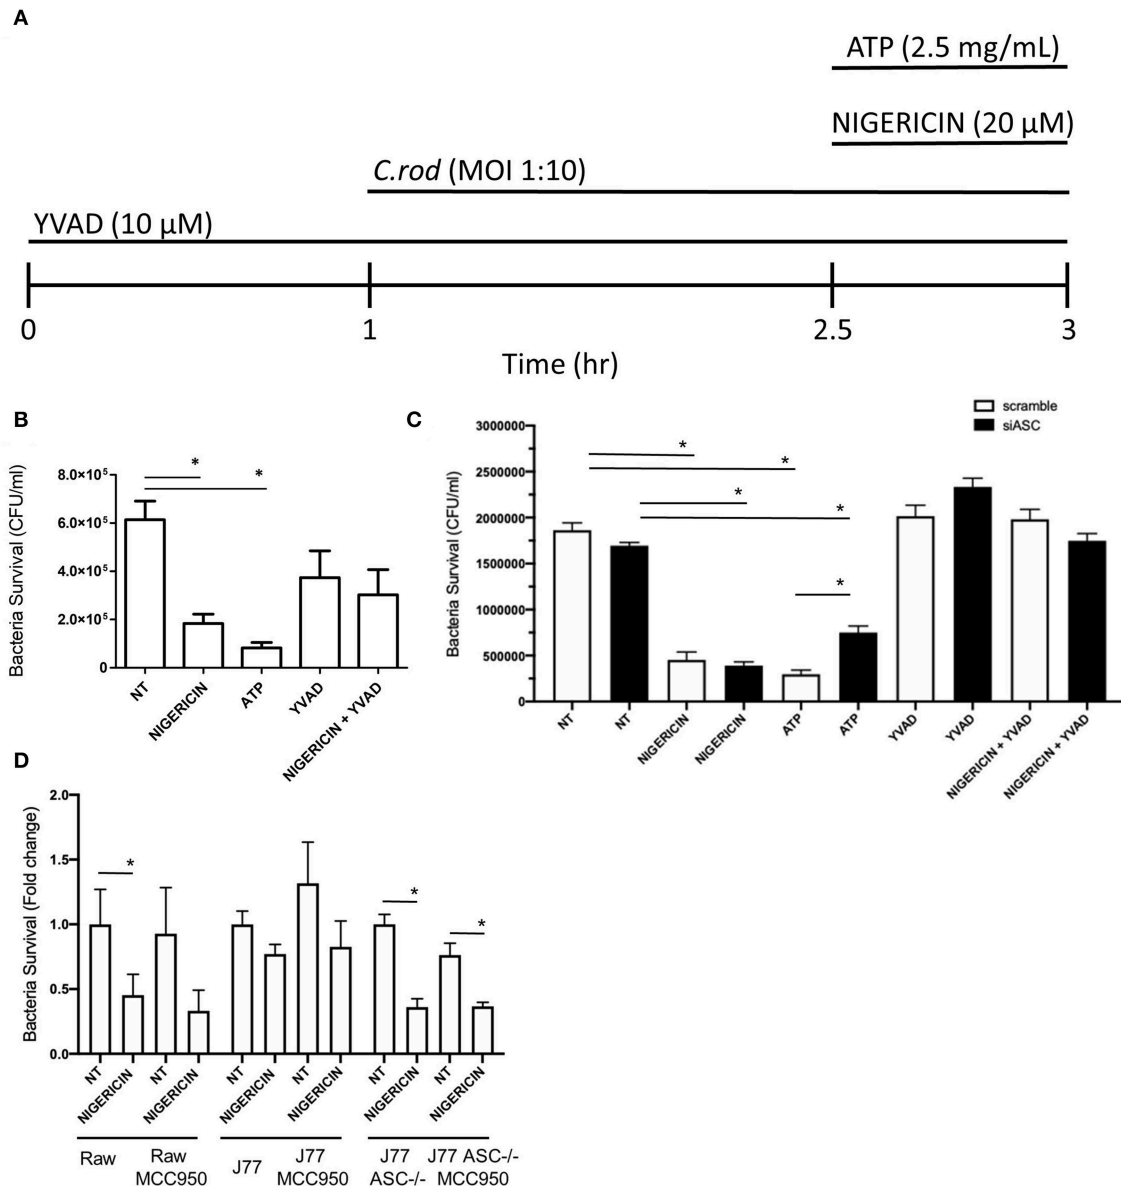 A
ATP (2.5 mg/mL)
NIGERICIN (20 µM)
C.rod (MOI 1:10)
YVAD (10 µM)
0 1 2.5 3
Time (hr)
B
Bacteria Survival (CFU/ml)
8.0×10⁵
6.0×10⁵
4.0×10⁵
2.0×10⁵
0
* *
NT NIGERICIN ATP YVAD NIGERICIN + YVAD
C
scramble
siASC
Bacteria Survival (CFU/ml)
3000000
2500000
2000000
1500000
1000000
500000
0
* * * * *
NT NT NIGERICIN NIGERICIN ATP ATP YVAD YVAD NIGERICIN + YVAD NIGERICIN + YVAD
D
Bacteria Survival (Fold change)
2.0
1.5
1.0
0.5
0.0
* * *
NT NIGERICIN NT NIGERICIN NT NIGERICIN NT NIGERICIN NT NIGERICIN NT NIGERICIN
Raw
Raw
MCC950
J77
J77
MCC950
J77
ASC-/-
J77 ASC-/-
MCC950